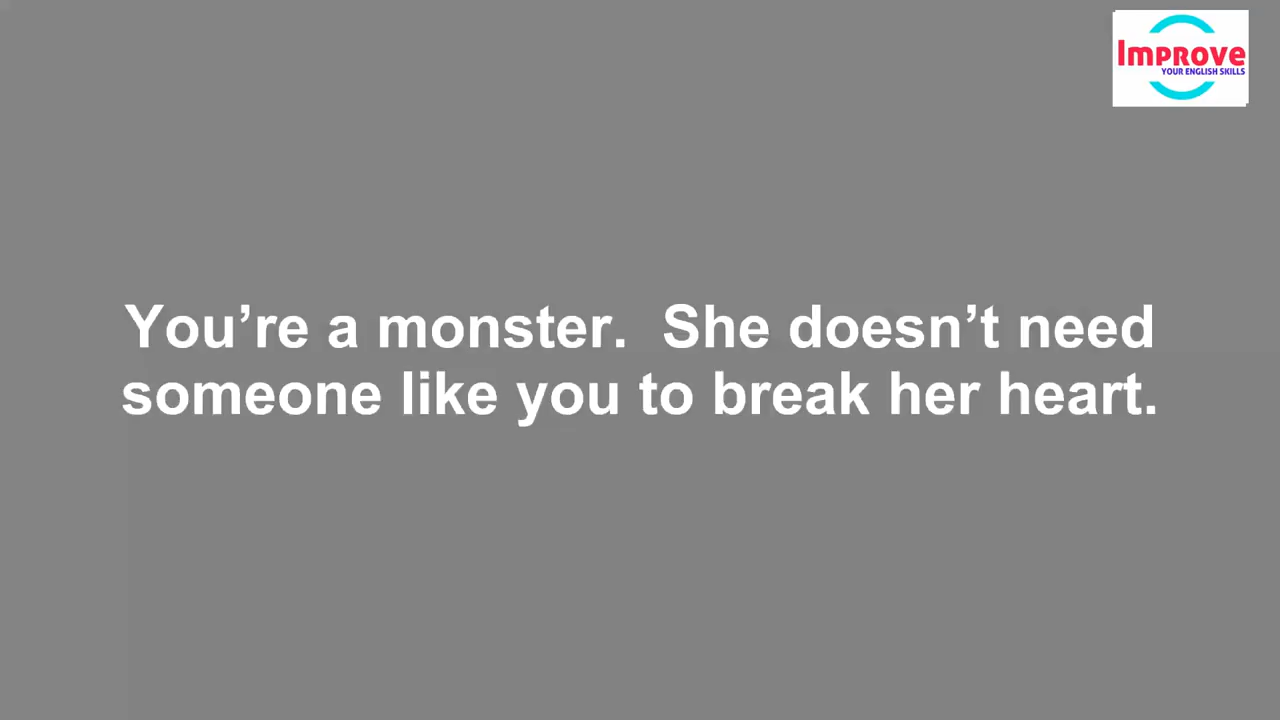 Improve
YOUR ENGLISH SKILLS
You’re a monster.  She doesn’t need
someone like you to break her heart.